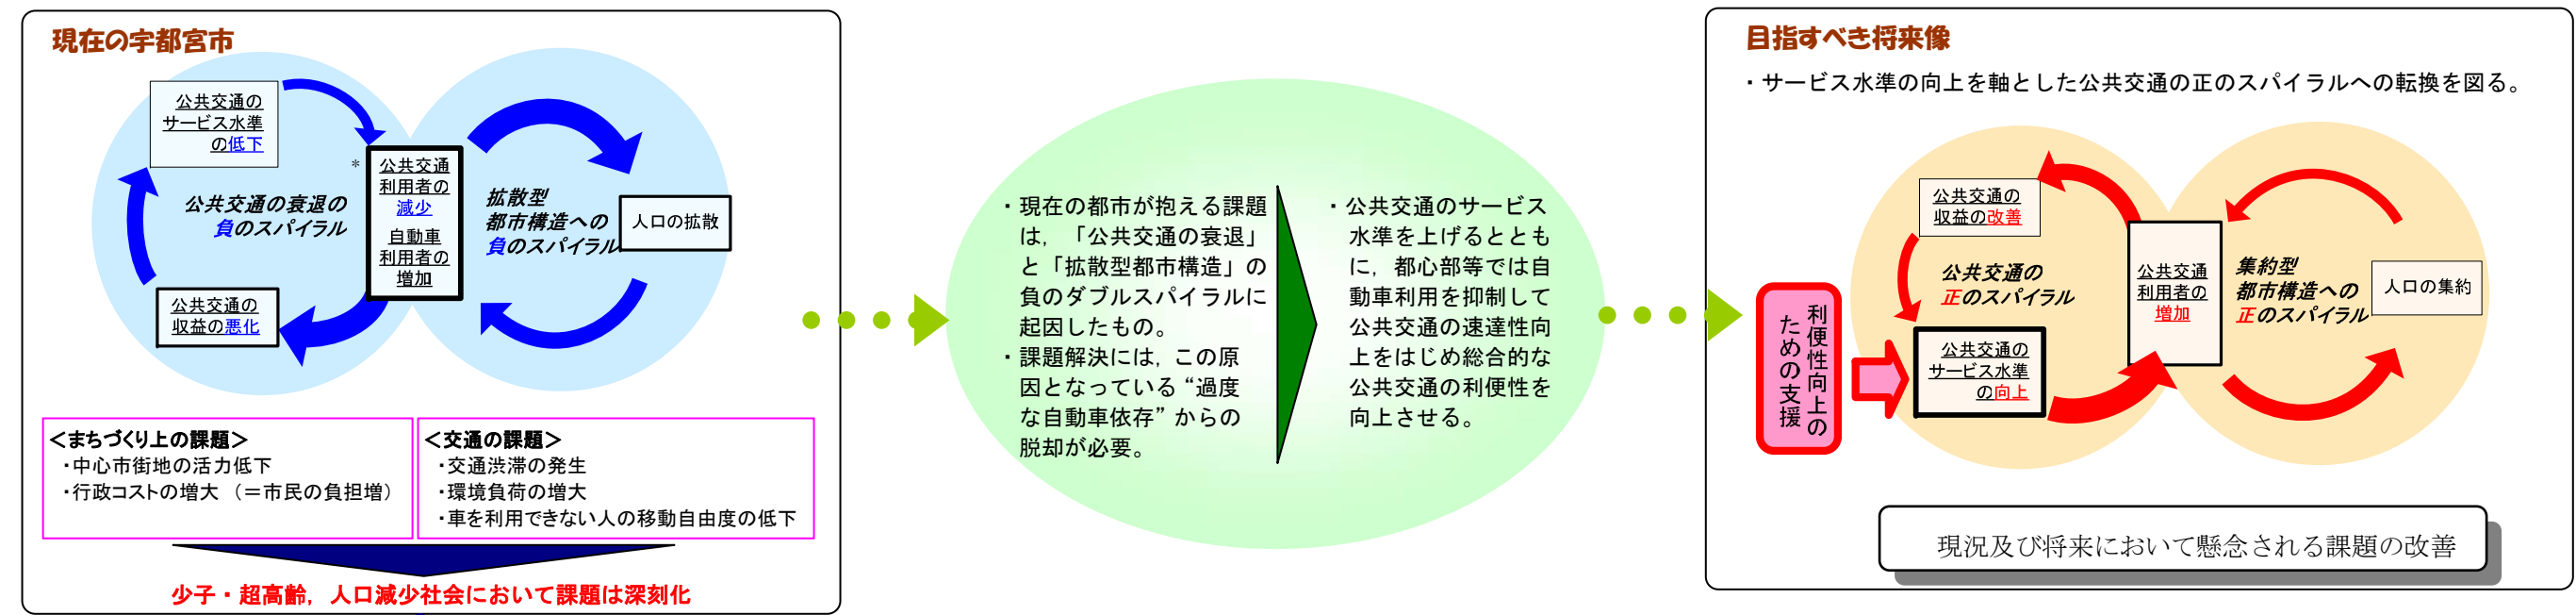 現在の宇都宮市
公共交通の
サービス水準
の低下
*
公共交通
利用者の
減少
自動車
利用者の
増加
公共交通の衰退の
負のスパイラル
拡散型
都市構造への
負のスパイラル
人口の拡散
公共交通の
収益の悪化
<まちづくり上の課題>
・中心市街地の活力低下
・行政コストの増大 (=市民の負担増)
<交通の課題>
・交通渋滞の発生
・環境負荷の増大
・車を利用できない人の移動自由度の低下
少子・超高齢，人口減少社会において課題は深刻化
・現在の都市が抱える課題
は，「公共交通の衰退」
と「拡散型都市構造」の
負のダブルスパイラルに
起因したもの。
・課題解決には，この原
因となっている“過度
な自動車依存”からの
脱却が必要。
・公共交通のサービス
水準を上げるととも
に，都心部等では自
動車利用を抑制して
公共交通の速達性向
上をはじめ総合的な
公共交通の利便性を
向上させる。
目指すべき将来像
・サービス水準の向上を軸とした公共交通の正のスパイラルへの転換を図る。
公共交通の
収益の改善
公共交通の
正のスパイラル
公共交通
利用者の
増加
集約型
都市構造への
正のスパイラル
人口の集約
利便性向上の
ための支援
公共交通の
サービス水準
の向上
現況及び将来において懸念される課題の改善